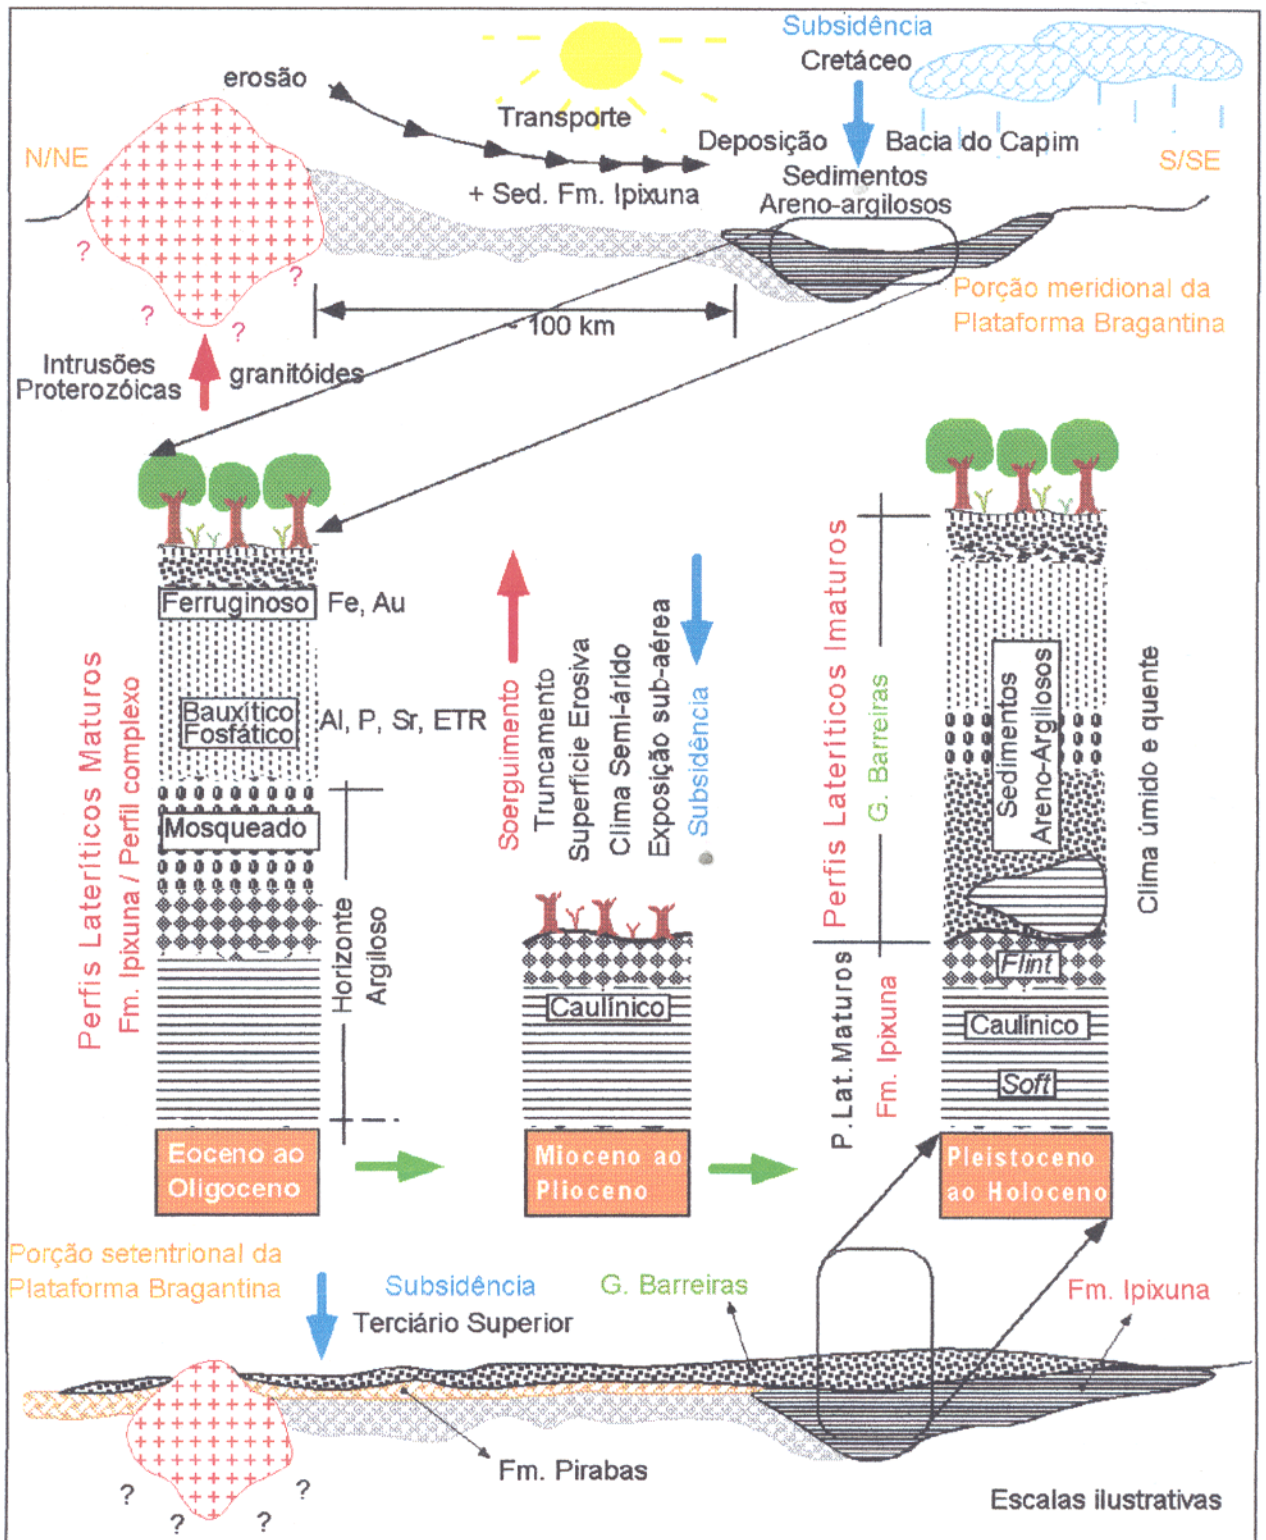 Subsidência
Cretáceo
erosão
Transporte
Deposição
Bacia do Capim
N/NE
S/SE
+ Sed. Fm. Ipixuna
Sedimentos
Areno-argilosos
? ? ? ?
~ 100 km
Porção meridional da
Plataforma Bragantina
Intrusões
Proterozóicas
granitóides
Perfis Lateríticos Maturos
Fm. Ipixuna / Perfil complexo
Ferruginoso
Fe, Au
Bauxítico
Fosfático
Al, P, Sr, ETR
Mosqueado
Horizonte
Argiloso
Soerguimento
Truncamento
Superfície Erosiva
Clima Semi-árido
Exposição sub-aérea
Subsidência
Caulínico
Perfis Lateríticos Imaturos
G. Barreiras
P.Lat.Maturos
Fm. Ipixuna
Sedimentos
Areno-Argilosos
Flint
Caulínico
Soft
Clima úmido e quente
Eoceno ao
Oligoceno
Mioceno ao
Plioceno
Pleistoceno
ao Holoceno
Porção setentrional da
Plataforma Bragantina
Subsidência
Terciário Superior
G. Barreiras
Fm. Ipixuna
Fm. Pirabas
? ? ? ?
Escalas ilustrativas